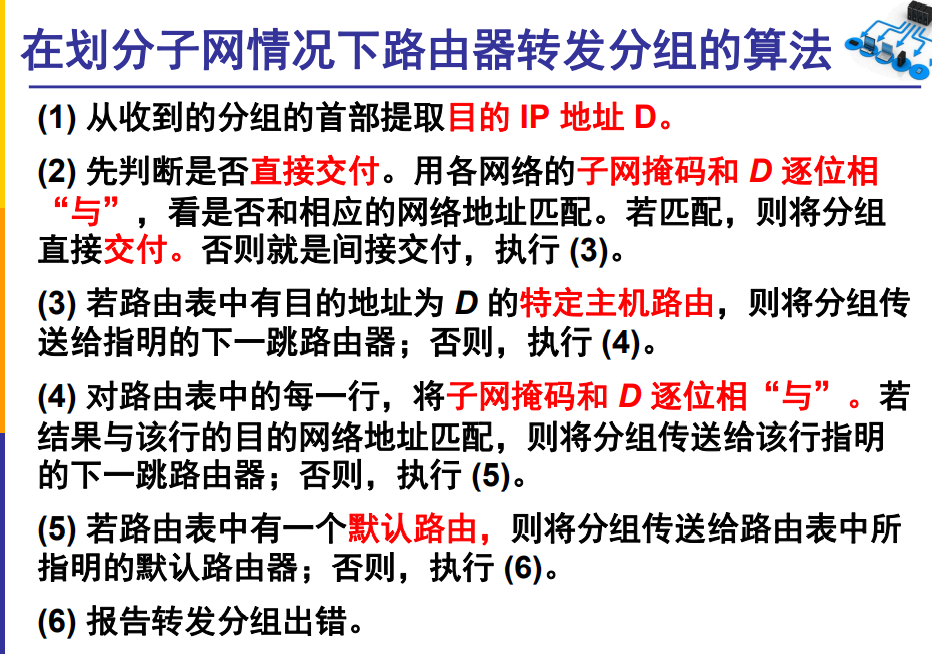 在划分子网情况下路由器转发分组的算法
(1) 从收到的分组的首部提取目的 IP 地址 D。
(2) 先判断是否直接交付。用各网络的子网掩码和 D 逐位相
“与”，看是否和相应的网络地址匹配。若匹配，则将分组
直接交付。否则就是间接交付，执行 (3)。
(3) 若路由表中有目的地址为 D 的特定主机路由，则将分组传
送给指明的下一跳路由器；否则，执行 (4)。
(4) 对路由表中的每一行，将子网掩码和 D 逐位相“与”。若
结果与该行的目的网络地址匹配，则将分组传送给该行指明
的下一跳路由器；否则，执行 (5)。
(5) 若路由表中有一个默认路由，则将分组传送给路由表中所
指明的默认路由器；否则，执行 (6)。
(6) 报告转发分组出错。